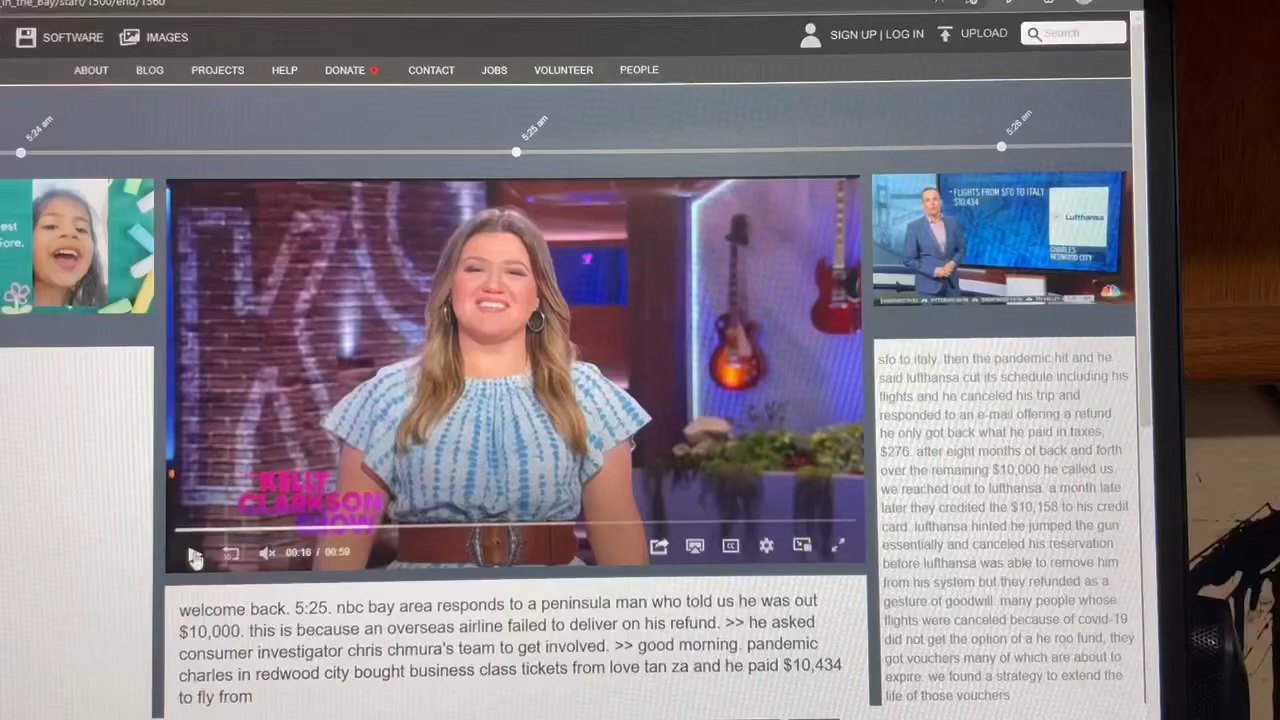 _in_the_Bay/start/1500/end/1560
SOFTWARE
IMAGES
SIGN UP | LOG IN
UPLOAD
Search
ABOUT
BLOG
PROJECTS
HELP
DONATE
CONTACT
JOBS
VOLUNTEER
PEOPLE
5:24 am
5:25 am
5:26 am
est
ore.
THE
KELLY
CLARKSON
SHOW
00:16 / 00:59
CC
welcome back. 5:25. nbc bay area responds to a peninsula man who told us he was out
$10,000. this is because an overseas airline failed to deliver on his refund. >> he asked
consumer investigator chris chmura's team to get involved. >> good morning. pandemic
charles in redwood city bought business class tickets from love tan za and he paid $10,434
to fly from
FLIGHTS FROM SFO TO ITALY
$10,434
Lufthansa
CHARLES
REDWOOD CITY
sfo to italy. then the pandemic hit and he
said lufthansa cut its schedule including his
flights and he canceled his trip and
responded to an e-mail offering a refund
he only got back what he paid in taxes,
$276. after eight months of back and forth
over the remaining $10,000 he called us.
we reached out to lufthansa. a month late
later they credited the $10,158 to his credit
card. lufthansa hinted he jumped the gun
essentially and canceled his reservation
before lufthansa was able to remove him
from his system but they refunded as a
gesture of goodwill. many people whose
flights were canceled because of covid-19
did not get the option of a he roo fund, they
got vouchers many of which are about to
expire. we found a strategy to extend the
life of those vouchers